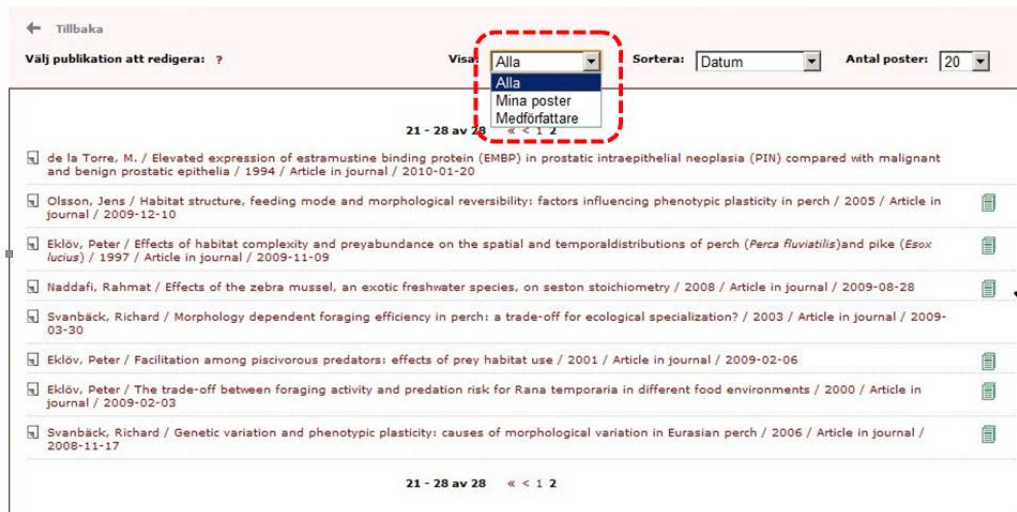 ← Tillbaka
Välj publikation att redigera: ? Visa: Alla Sortera: Datum Antal poster: 20
Alla
Mina poster
Medförfattare
21 - 28 av 28 « < 1 2
de la Torre, M. / Elevated expression of estramustine binding protein (EMBP) in prostatic intraepithelial neoplasia (PIN) compared with malignant
and benign prostatic epithelia / 1994 / Article in journal / 2010-01-20
Olsson, Jens / Habitat structure, feeding mode and morphological reversibility: factors influencing phenotypic plasticity in perch / 2005 / Article in
journal / 2009-12-10
Eklöv, Peter / Effects of habitat complexity and preyabundance on the spatial and temporaldistributions of perch (Perca fluviatilis)and pike (Esox
lucius) / 1997 / Article in journal / 2009-11-09
Naddafi, Rahmat / Effects of the zebra mussel, an exotic freshwater species, on seston stoichiometry / 2008 / Article in journal / 2009-08-28
Svanbäck, Richard / Morphology dependent foraging efficiency in perch: a trade-off for ecological specialization? / 2003 / Article in journal / 2009-
03-30
Eklöv, Peter / Facilitation among piscivorous predators: effects of prey habitat use / 2001 / Article in journal / 2009-02-06
Eklöv, Peter / The trade-off between foraging activity and predation risk for Rana temporaria in different food environments / 2000 / Article in
journal / 2009-02-03
Svanbäck, Richard / Genetic variation and phenotypic plasticity: causes of morphological variation in Eurasian perch / 2006 / Article in journal /
2008-11-17
21 - 28 av 28 « < 1 2